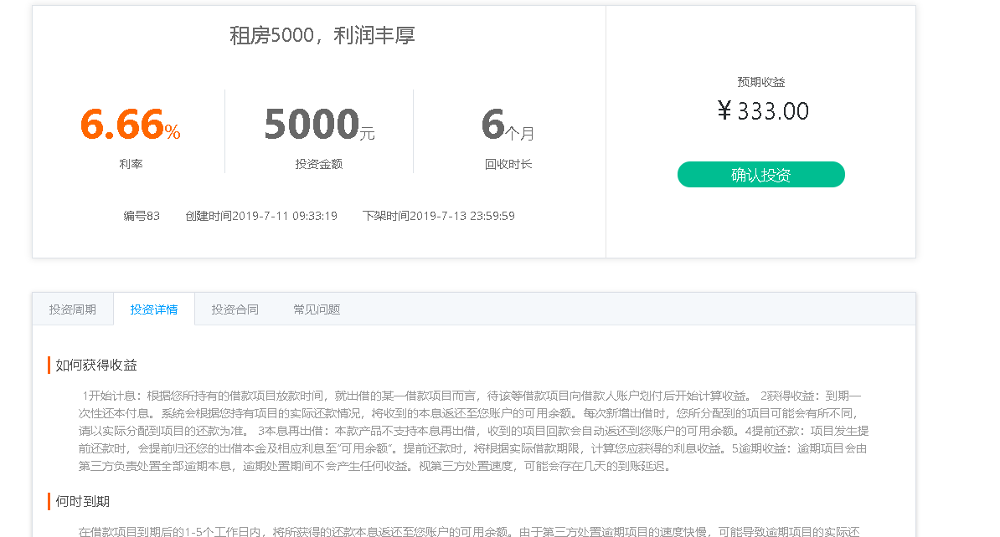 租房5000，利润丰厚
预期收益
¥ 333.00
6.66%
5000元
6个月
利率
投资金额
回收时长
确认投资
编号83 创建时间2019-7-11 09:33:19 下架时间2019-7-13 23:59:59
投资周期 投资详情 投资合同 常见问题
如何获得收益
1开始计息：根据您所持有的借款项目放款时间，就出借的某一借款项目而言，待该等借款项目向借款人账户划付后开始计算收益。 2获得收益：到期一
次性还本付息。系统会根据您持有项目的实际还款情况，将收到的本息返还至您账户的可用余额。每次新增出借时，您所分配到的项目可能会有所不同，
请以实际分配到项目的还款为准。 3本息再出借：本款产品不支持本息再出借，收到的项目回款会自动返还到您账户的可用余额。4提前还款：项目发生提
前还款时，会提前归还您的出借本金及相应利息至“可用余额”。提前还款时，将根据实际借款期限，计算您应获得的利息收益。5逾期收益：逾期项目会由
第三方负责处置全部逾期本息，逾期处置期间不会产生任何收益。视第三方处置速度，可能会存在几天的到账延迟。
何时到期
在借款项目到期后的1-5个工作日内，将所获得的还款本息返还至您账户的可用余额。由于第三方处置逾期项目的速度快慢，可能导致逾期项目的实际还